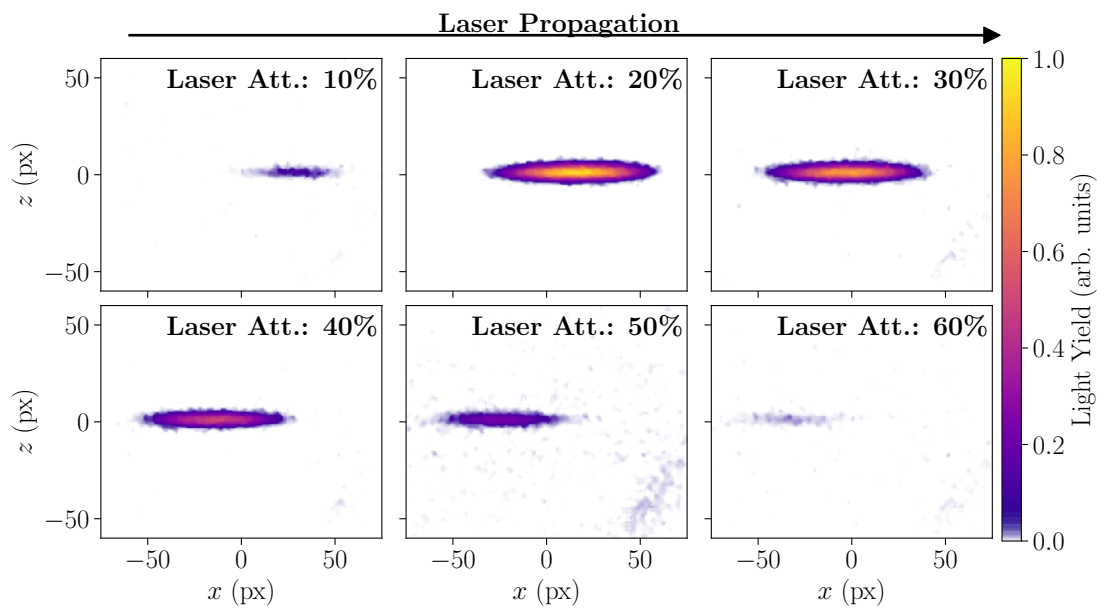 Laser Propagation
Laser Att.: 10%
Laser Att.: 20%
Laser Att.: 30%
1.0
50
0.8
z (px)
0
0.6
−50
Light Yield (arb. units)
Laser Att.: 40%
Laser Att.: 50%
Laser Att.: 60%
50
0.4
z (px)
0
0.2
−50
0.0
−50 0 50
−50 0 50
−50 0 50
x (px)
x (px)
x (px)